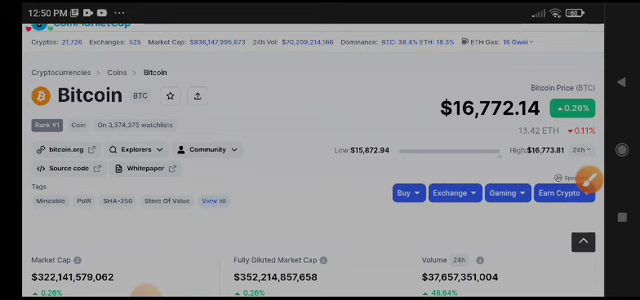 12:50 PM
CoinMarketCap
Cryptos: 21,726 Exchanges: 525 Market Cap: $836,147,995,673 24h Vol: $70,209,214,166 Dominance: BTC: 38.4% ETH: 18.3% ETH Gas: 16 Gwei
Cryptocurrencies > Coins > Bitcoin
Bitcoin BTC
Bitcoin Price (BTC)
$16,772.14 0.26%
Rank #1 Coin On 3,574,375 watchlists
13.42 ETH 0.11%
bitcoin.org Explorers Community
Low: $15,872.94 High: $16,773.81 24h
Source code Whitepaper
Tags
Mineable PoW SHA-256 Store Of Value View all
Buy Exchange Gaming Earn Crypto
Market Cap Fully Diluted Market Cap Volume 24h
$322,141,579,062 $352,214,857,658 $37,657,351,004
0.26% 0.26% 48.64%